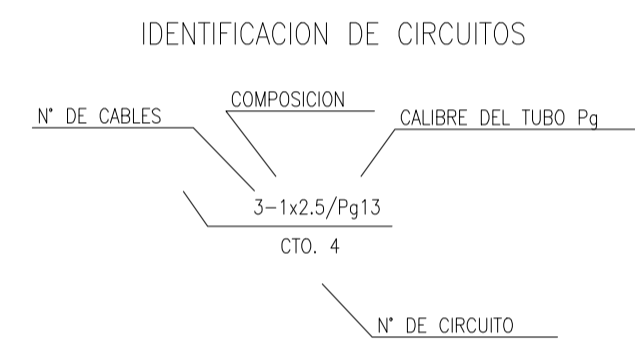 IDENTIFICACION DE CIRCUITOS
COMPOSICION
N° DE CABLES
CALIBRE DEL TUBO Pg
3-1x2.5/Pg13
CTO. 4
N° DE CIRCUITO